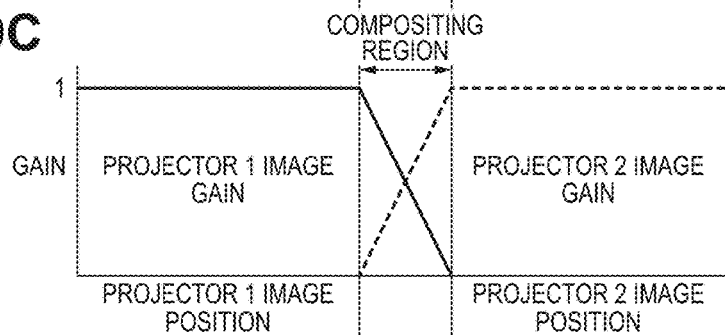 COMPOSITING
REGION
1
GAIN
PROJECTOR 1 IMAGE
GAIN
PROJECTOR 2 IMAGE
GAIN
PROJECTOR 1 IMAGE
POSITION
PROJECTOR 2 IMAGE
POSITION